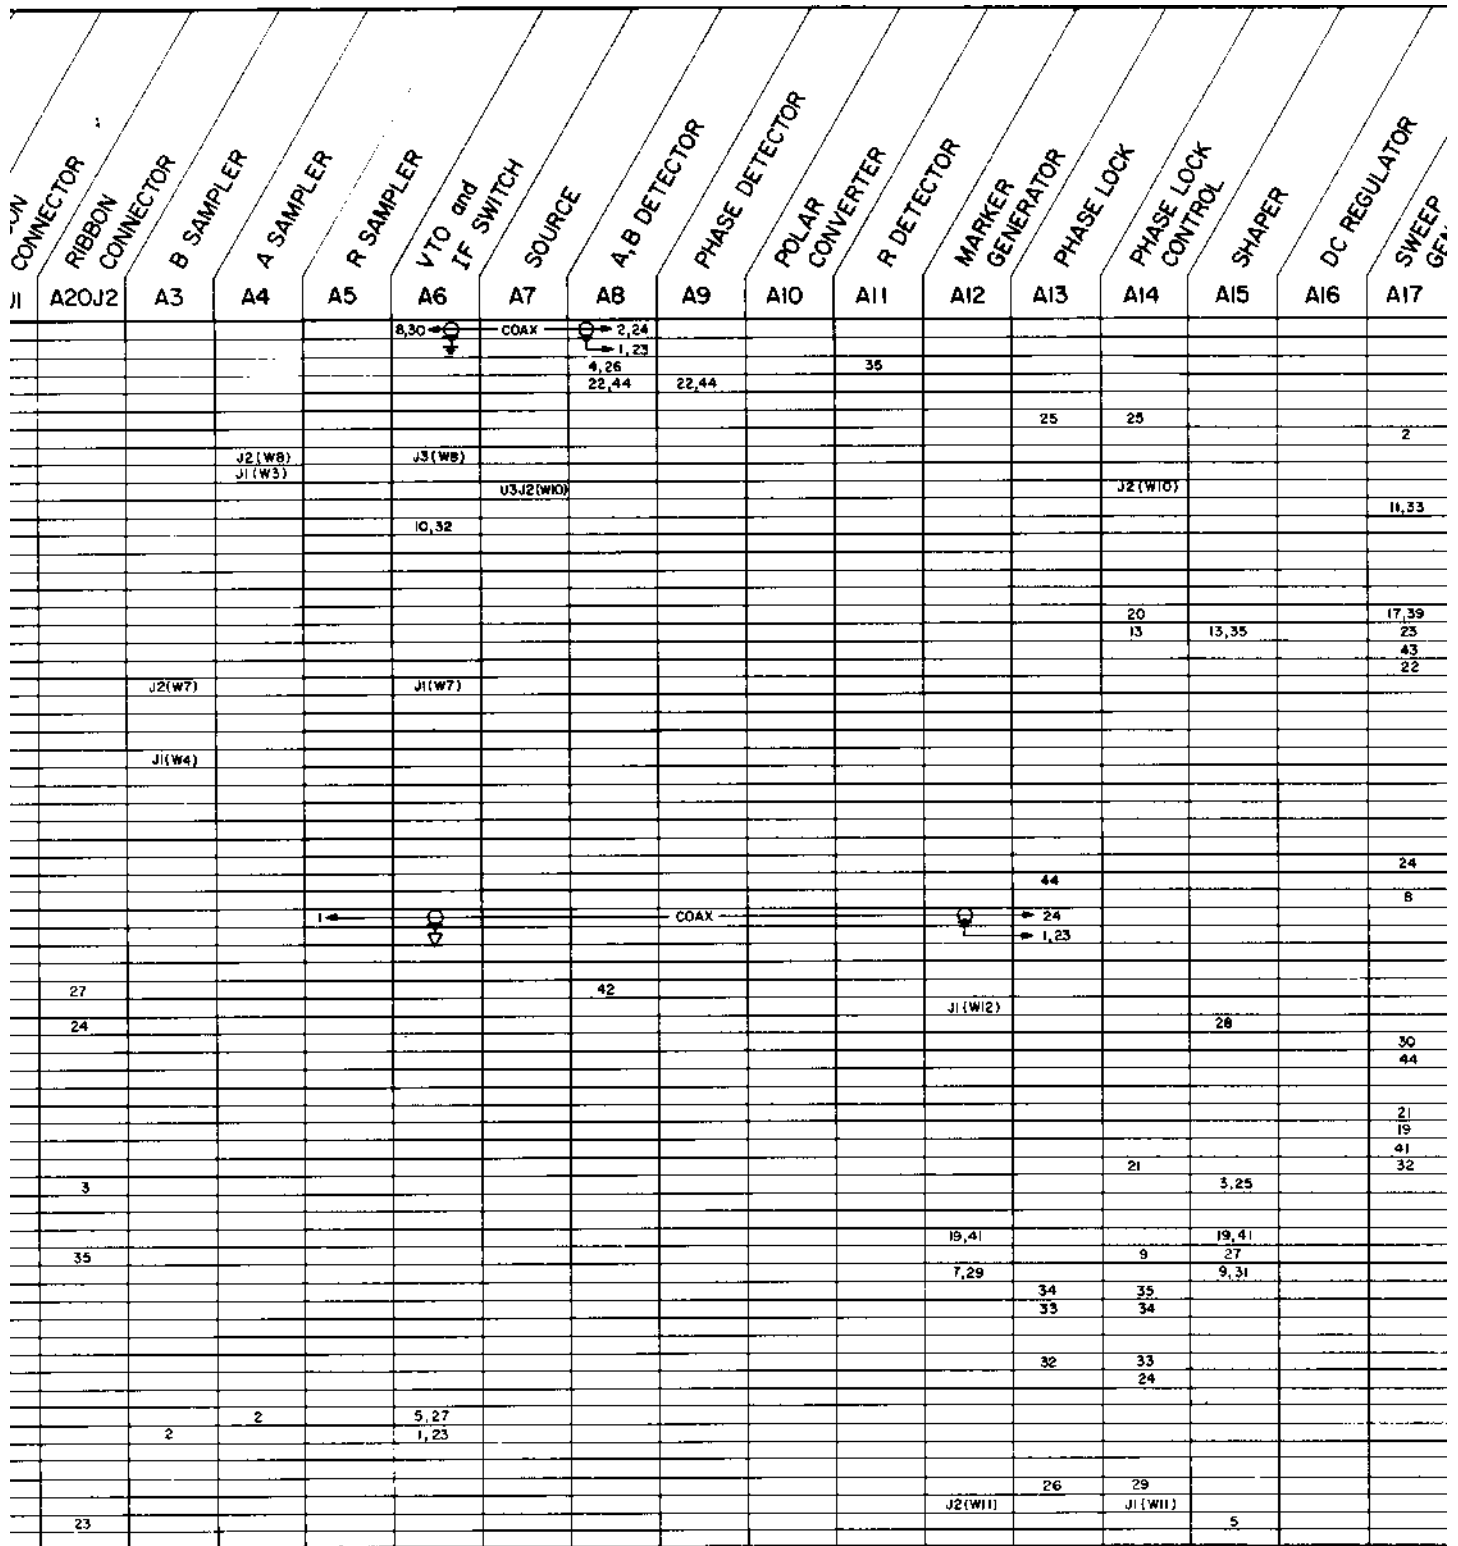 CONNECTOR
RIBBON
CONNECTOR
B SAMPLER
A SAMPLER
R SAMPLER
VTO and
IF SWITCH
SOURCE
A,B DETECTOR
PHASE DETECTOR
POLAR
CONVERTER
R DETECTOR
MARKER
GENERATOR
PHASE LOCK
PHASE LOCK
CONTROL
SHAPER
DC REGULATOR
SWEEP
A20J2 A3 A4 A5 A6 A7 A8 A9 A10 A11 A12 A13 A14 A15 A16 A17
8,30 COAX 2,24
1,23
4,26 35
22,44 22,44
25 25
2
J2(W8) J3(W8)
J1(W3)
U3J2(W10) J2(W10)
11,33
10,32
20 17,39
13 13,35 23
43
22
J2(W7) J1(W7)
J1(W4)
24
44
8
1 COAX 24
1,23
27 42
J1(W12)
24 28
30
44
21
19
41
21 32
3 3,25
19,41 19,41
35 9 27
7,29 9,31
34 35
33 34
32 33
24
2 5,27
2 1,23
26 29
J2(W11) J1(W11)
23 5